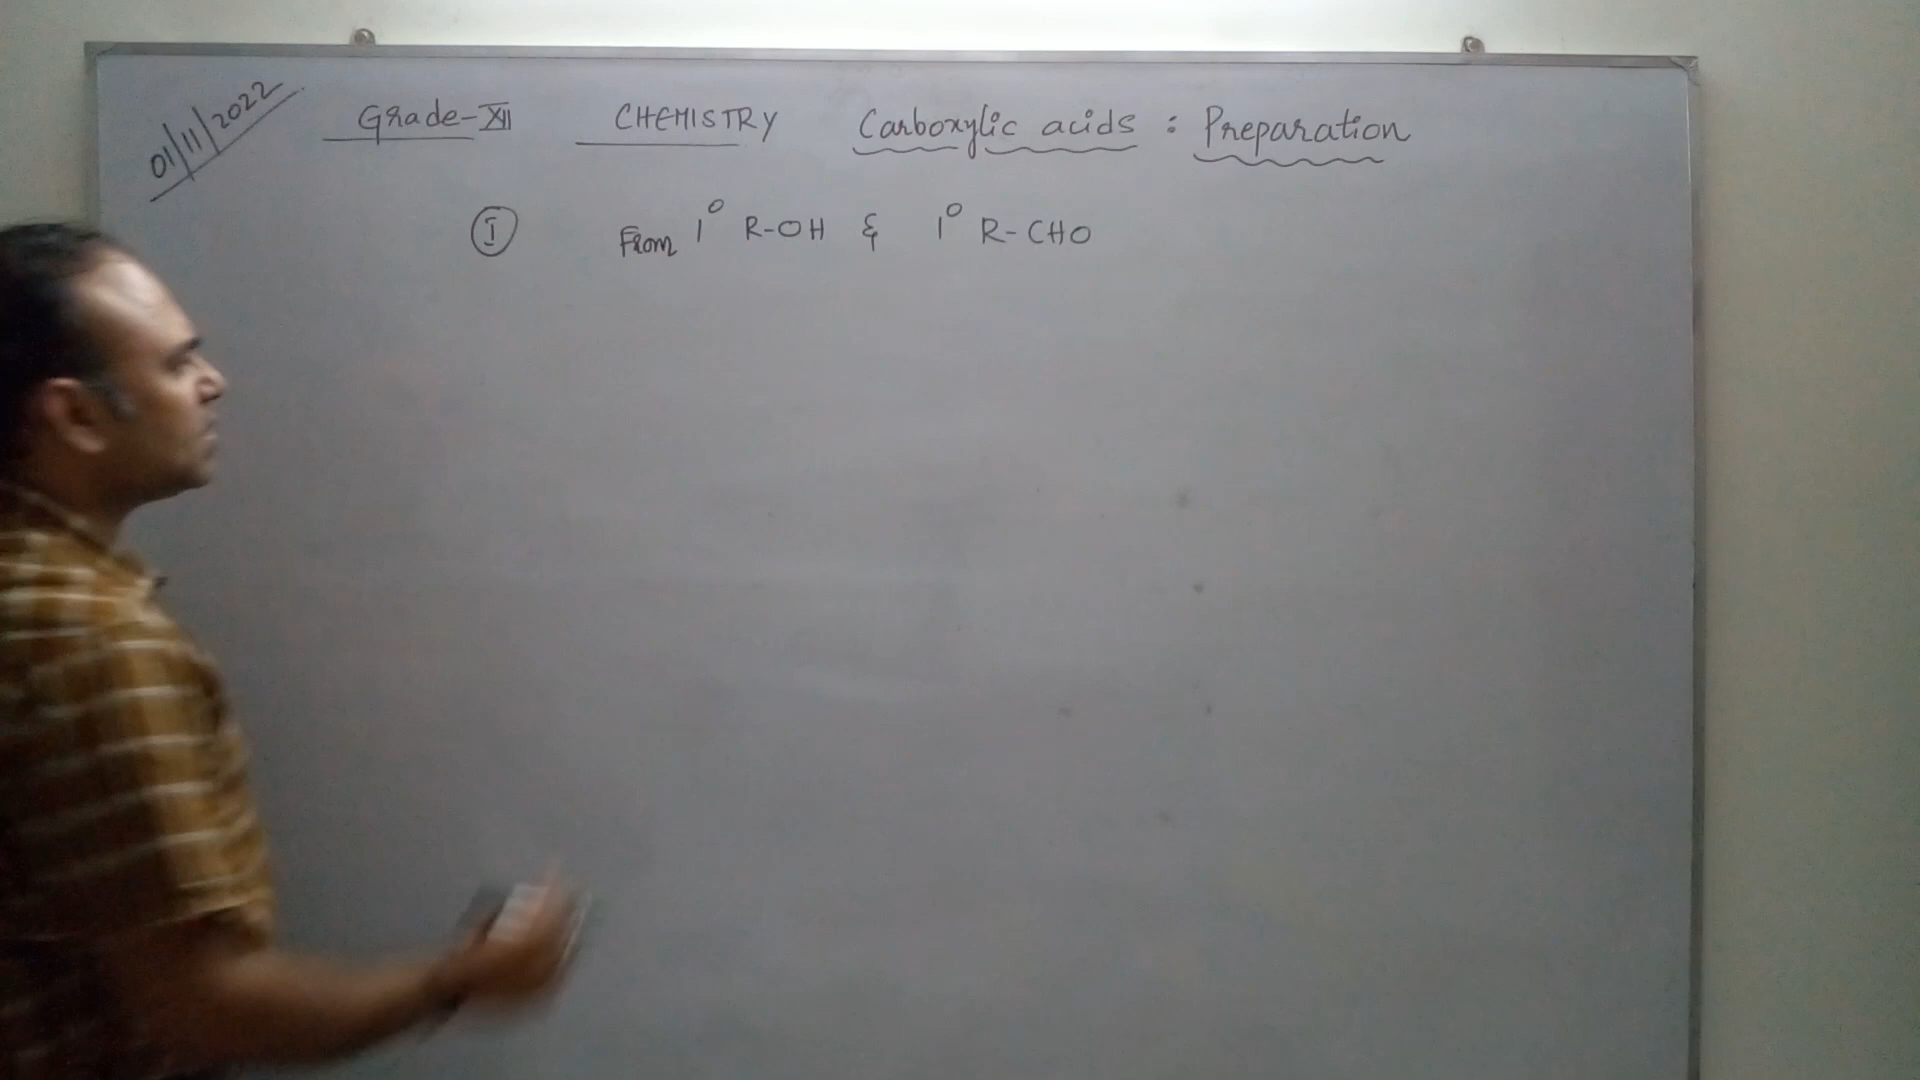 01/11/2022
Grade-XII CHEMISTRY Carboxylic acids : Preparation
I From 1° R-OH & 1° R-CHO